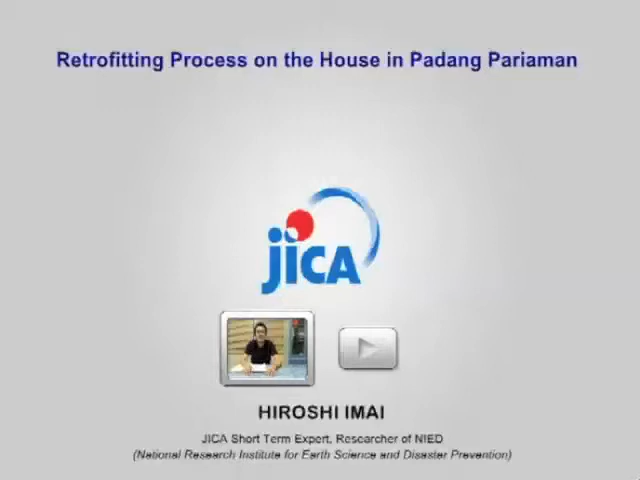 Retrofitting Process on the House in Padang Pariaman
jica
HIROSHI IMAI
JICA Short Term Expert, Researcher of NIED
(National Research Institute for Earth Science and Disaster Prevention)